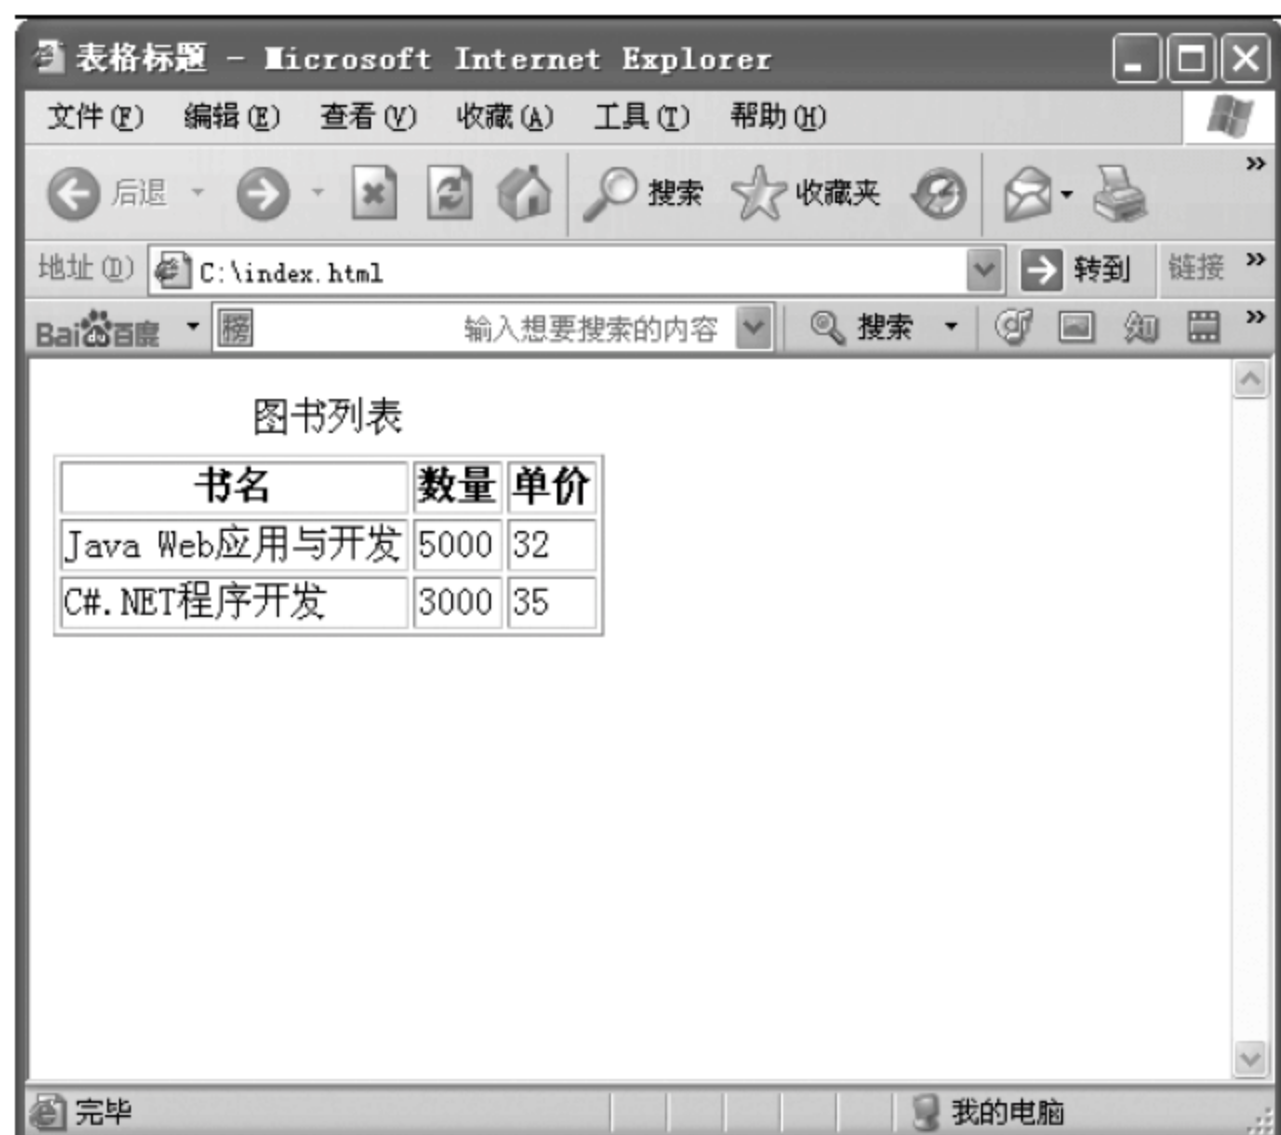 表格标题 - Microsoft Internet Explorer
文件(F) 编辑(E) 查看(V) 收藏(A) 工具(T) 帮助(H)
后退 搜索 收藏夹 »
地址(D) C:\index.html 转到 链接 »
Bai du 百度 榜 输入想要搜索的内容 搜索 知 »
图书列表
书名 数量 单价
Java Web应用与开发 5000 32
C#.NET程序开发 3000 35
完毕 我的电脑